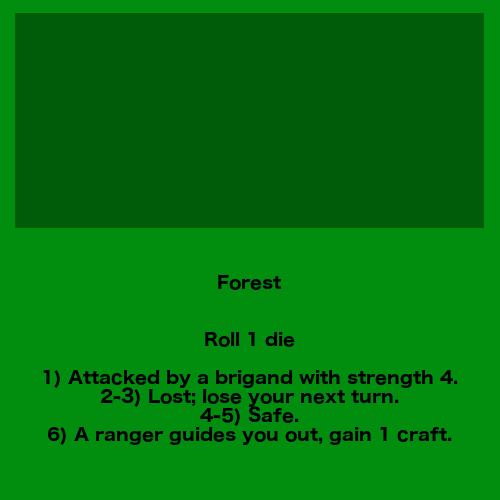 Forest
Roll 1 die
1) Attacked by a brigand with strength 4.
2-3) Lost; lose your next turn.
4-5) Safe.
6) A ranger guides you out, gain 1 craft.